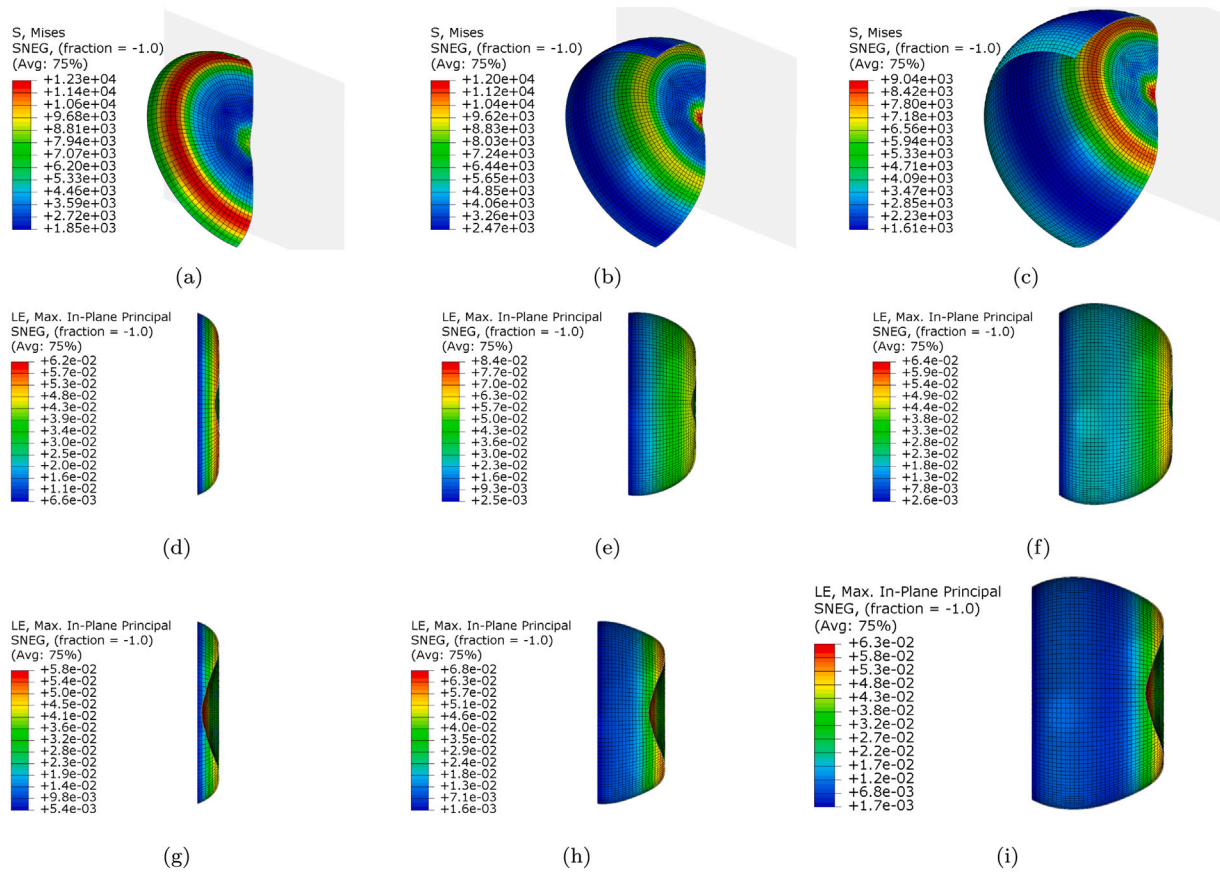 S, Mises
SNEG, (fraction = -1.0)
(Avg: 75%)
+1.23e+04
+1.14e+04
+1.06e+04
+9.68e+03
+8.81e+03
+7.94e+03
+7.07e+03
+6.20e+03
+5.33e+03
+4.46e+03
+3.59e+03
+2.72e+03
+1.85e+03
(a)
S, Mises
SNEG, (fraction = -1.0)
(Avg: 75%)
+1.20e+04
+1.12e+04
+1.04e+04
+9.62e+03
+8.83e+03
+8.03e+03
+7.24e+03
+6.44e+03
+5.65e+03
+4.85e+03
+4.06e+03
+3.26e+03
+2.47e+03
(b)
S, Mises
SNEG, (fraction = -1.0)
(Avg: 75%)
+9.04e+03
+8.42e+03
+7.80e+03
+7.18e+03
+6.56e+03
+5.94e+03
+5.33e+03
+4.71e+03
+4.09e+03
+3.47e+03
+2.85e+03
+2.23e+03
+1.61e+03
(c)
LE, Max. In-Plane Principal
SNEG, (fraction = -1.0)
(Avg: 75%)
+6.2e-02
+5.7e-02
+5.3e-02
+4.8e-02
+4.3e-02
+3.9e-02
+3.4e-02
+3.0e-02
+2.5e-02
+2.0e-02
+1.6e-02
+1.1e-02
+6.6e-03
(d)
LE, Max. In-Plane Principal
SNEG, (fraction = -1.0)
(Avg: 75%)
+8.4e-02
+7.7e-02
+7.0e-02
+6.3e-02
+5.7e-02
+5.0e-02
+4.3e-02
+3.6e-02
+3.0e-02
+2.3e-02
+1.6e-02
+9.3e-03
+2.5e-03
(e)
LE, Max. In-Plane Principal
SNEG, (fraction = -1.0)
(Avg: 75%)
+6.4e-02
+5.9e-02
+5.4e-02
+4.9e-02
+4.4e-02
+3.8e-02
+3.3e-02
+2.8e-02
+2.3e-02
+1.8e-02
+1.3e-02
+7.8e-03
+2.6e-03
(f)
LE, Max. In-Plane Principal
SNEG, (fraction = -1.0)
(Avg: 75%)
+5.8e-02
+5.4e-02
+5.0e-02
+4.5e-02
+4.1e-02
+3.6e-02
+3.2e-02
+2.8e-02
+2.3e-02
+1.9e-02
+1.4e-02
+9.8e-03
+5.4e-03
(g)
LE, Max. In-Plane Principal
SNEG, (fraction = -1.0)
(Avg: 75%)
+6.8e-02
+6.3e-02
+5.7e-02
+5.1e-02
+4.6e-02
+4.0e-02
+3.5e-02
+2.9e-02
+2.4e-02
+1.8e-02
+1.3e-02
+7.1e-03
+1.6e-03
(h)
LE, Max. In-Plane Principal
SNEG, (fraction = -1.0)
(Avg: 75%)
+6.3e-02
+5.8e-02
+5.3e-02
+4.8e-02
+4.3e-02
+3.8e-02
+3.2e-02
+2.7e-02
+2.2e-02
+1.7e-02
+1.2e-02
+6.8e-03
+1.7e-03
(i)